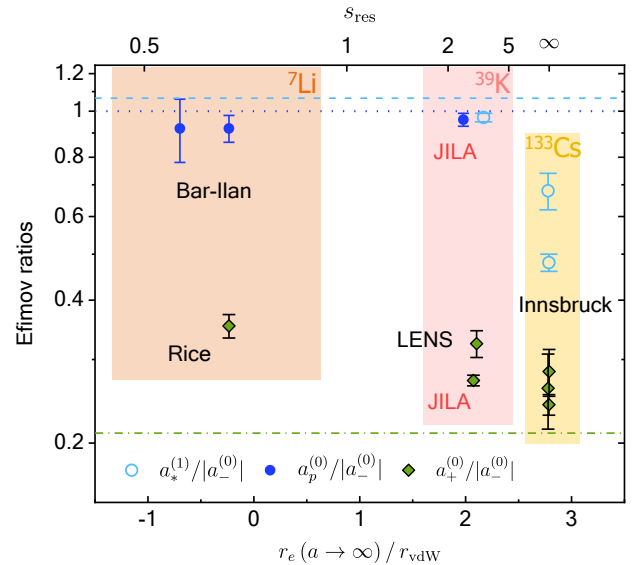 s_res
0.5 1 2 5 ∞
1.2
1
0.8
0.6
0.4
0.2
Efimov ratios
⁷Li
³⁹K
JILA
¹³³Cs
Bar-Ilan
Innsbruck
LENS
Rice
JILA
a_*^{(1)}/|a_-^{(0)}| a_p^{(0)}/|a_-^{(0)}| a_+^{(0)}/|a_-^{(0)}|
-1 0 1 2 3
r_e (a → ∞) / r_vdW